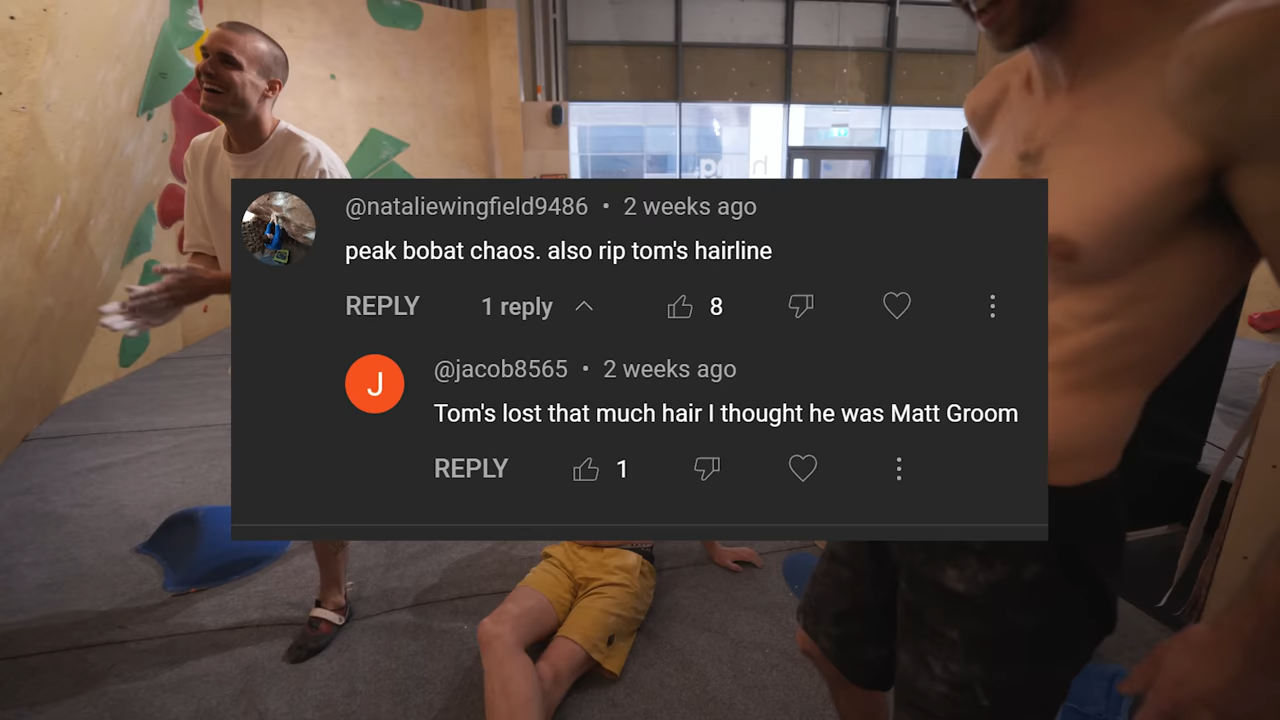 @nataliewingfield9486 • 2 weeks ago
peak bobat chaos. also rip tom's hairline
REPLY 1 reply 8
J @jacob8565 • 2 weeks ago
Tom's lost that much hair I thought he was Matt Groom
REPLY 1